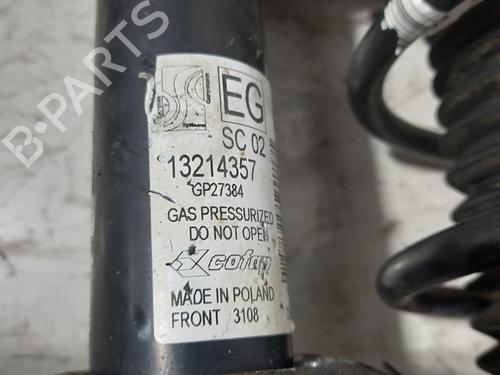 B-PARTS
EG
SC 02
13214357
GP27384
GAS PRESSURIZED
DO NOT OPEN
cofap
MADE IN POLAND
FRONT 3108